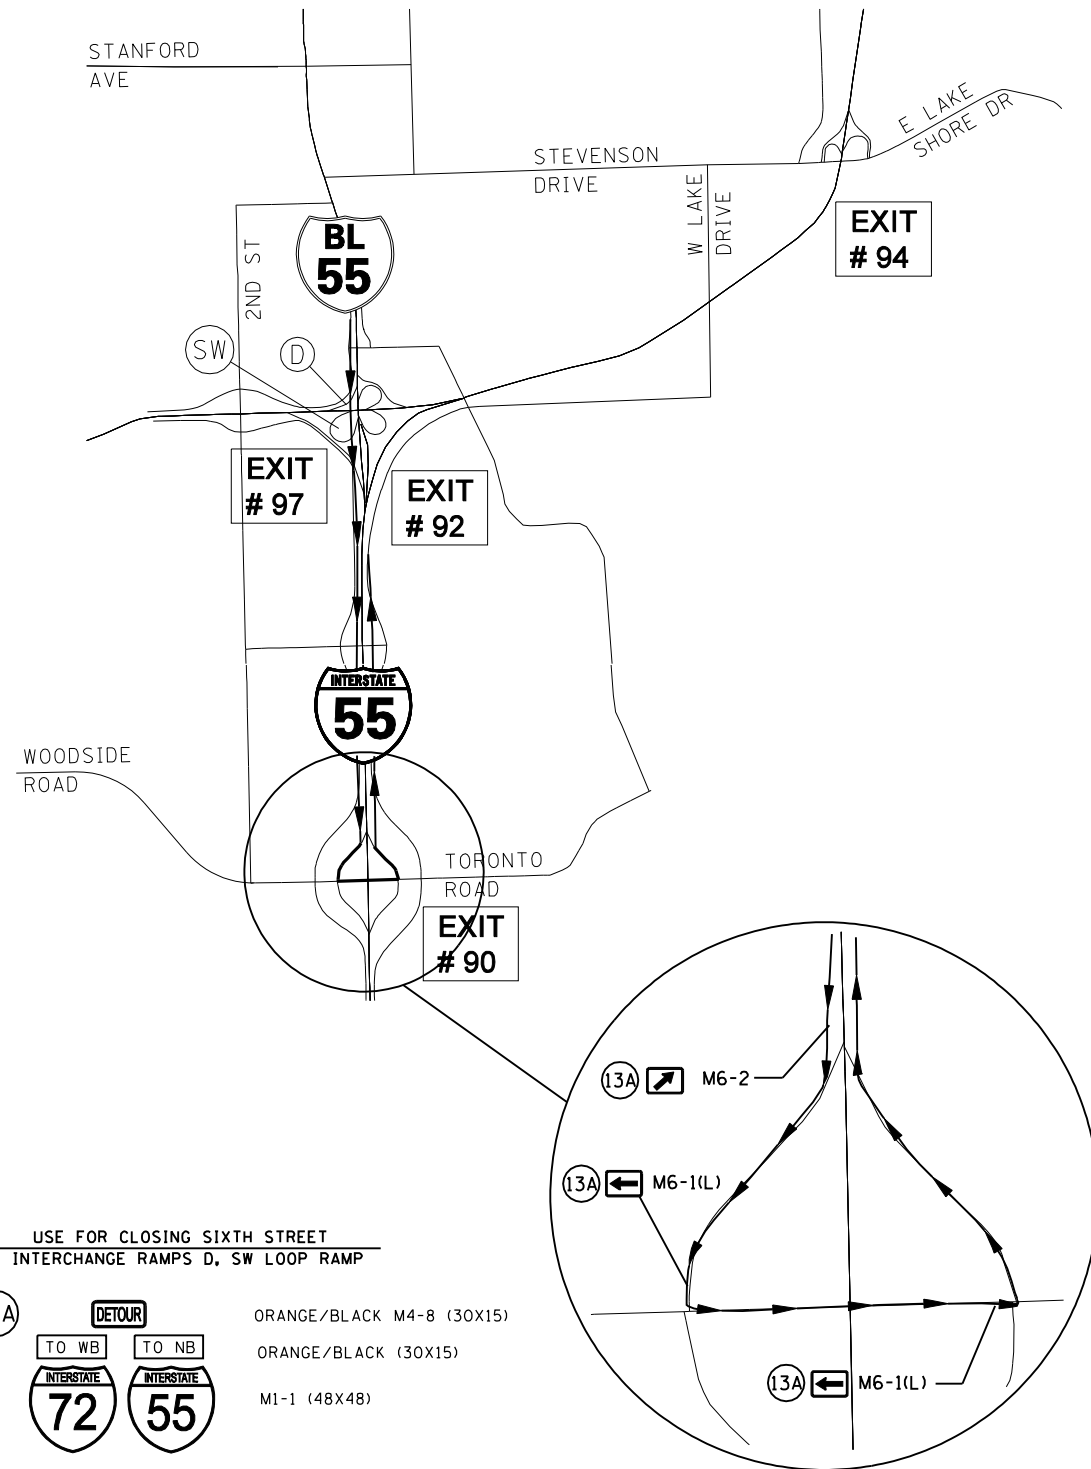 STANFORD
AVE
E LAKE
SHORE DR
STEVENSON
DRIVE
W LAKE
DRIVE
EXIT
# 94
2ND ST
BL
55
SW
D
EXIT
# 97
EXIT
# 92
INTERSTATE
55
WOODSIDE
ROAD
TORONTO
ROAD
EXIT
# 90
13A M6-2
13A M6-1(L)
13A M6-1(L)
USE FOR CLOSING SIXTH STREET
INTERCHANGE RAMPS D, SW LOOP RAMP
A DETOUR ORANGE/BLACK M4-8 (30X15)
TO WB TO NB ORANGE/BLACK (30X15)
INTERSTATE INTERSTATE
72 55 M1-1 (48X48)